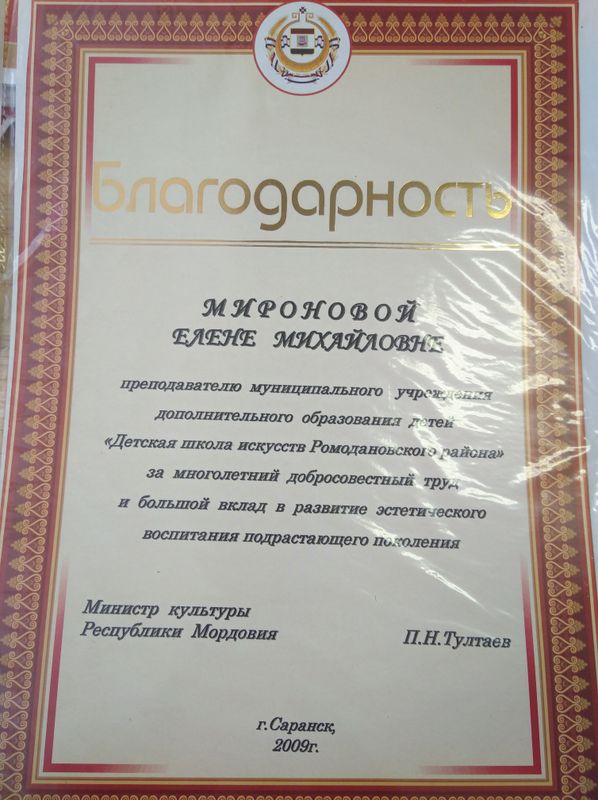 Благодарность
МИРОНОВОЙ
ЕЛЕНЕ МИХАЙЛОВНЕ
преподавателю муниципального учреждения
дополнительного образования детей
«Детская школа искусств Ромодановского района»
за многолетний добросовестный труд
и большой вклад в развитие эстетического
воспитания подрастающего поколения
Министр культуры
Республики Мордовия П.Н.Тултаев
г.Саранск,
2009г.